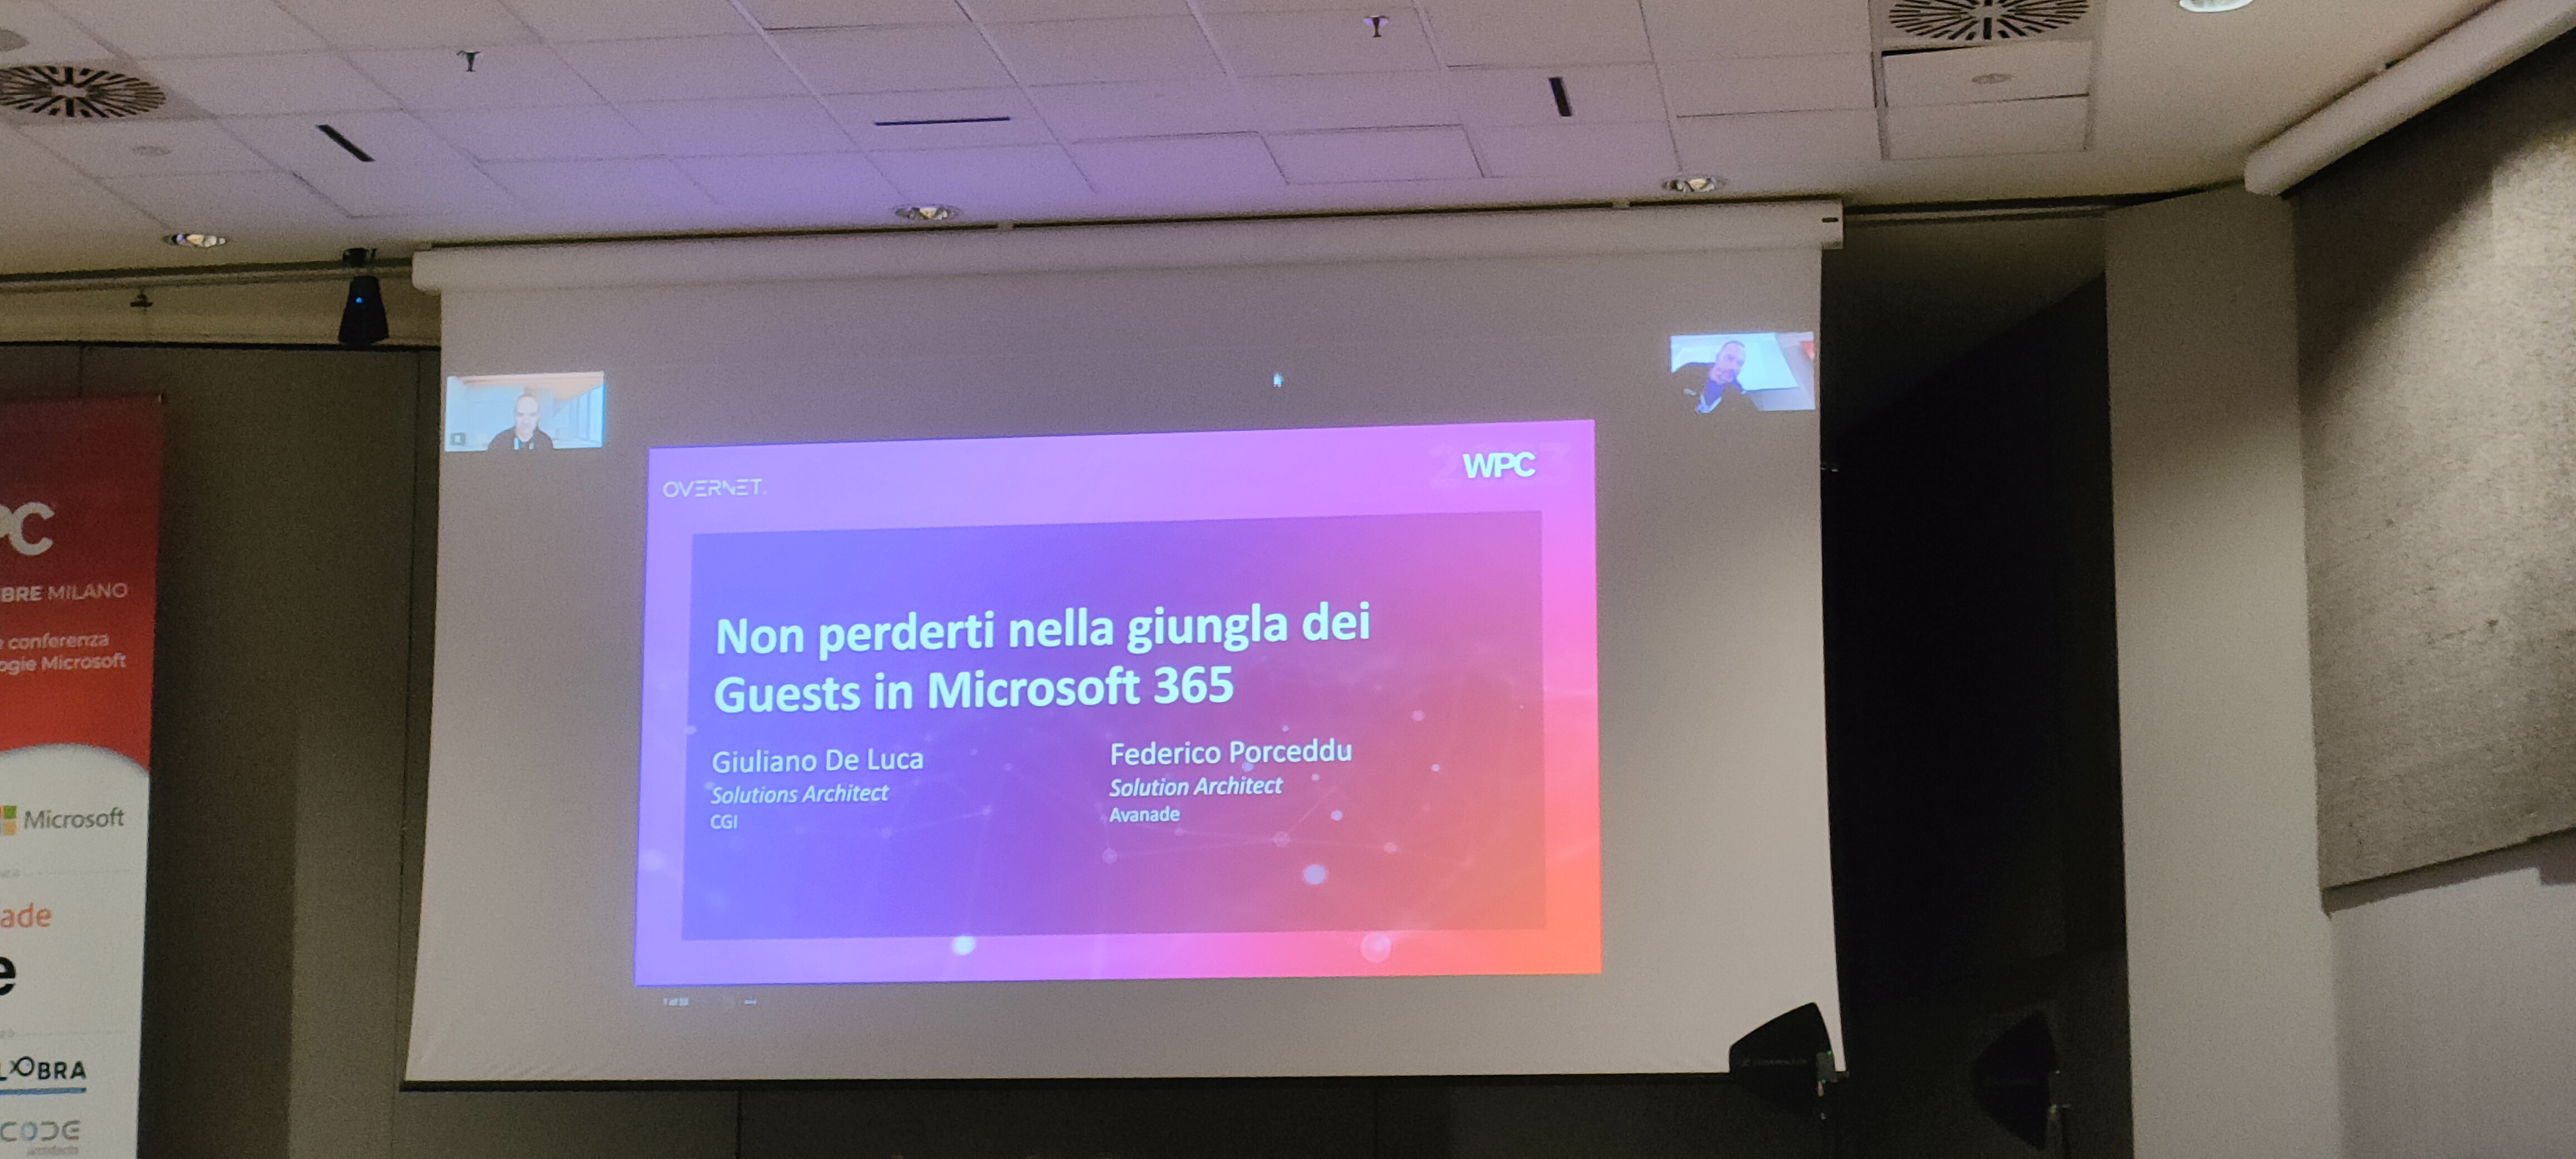 PC
BRE MILANO
conferenza
ogie Microsoft
Microsoft
ade
e
L OBRA
CODE
architects
OVERNET
WPC
Non perderti nella giungla dei
Guests in Microsoft 365
Giuliano De Luca
Solutions Architect
CGI
Federico Porceddu
Solution Architect
Avanade